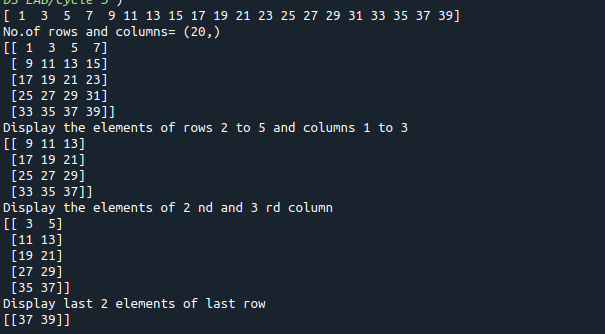 DS LAB/Cycle 3')
[ 1  3  5  7  9 11 13 15 17 19 21 23 25 27 29 31 33 35 37 39]
No.of rows and columns= (20,)
[[ 1  3  5  7]
 [ 9 11 13 15]
 [17 19 21 23]
 [25 27 29 31]
 [33 35 37 39]]
Display the elements of rows 2 to 5 and columns 1 to 3
[[ 9 11 13]
 [17 19 21]
 [25 27 29]
 [33 35 37]]
Display the elements of 2 nd and 3 rd column
[[ 3  5]
 [11 13]
 [19 21]
 [27 29]
 [35 37]]
Display last 2 elements of last row
[[37 39]]